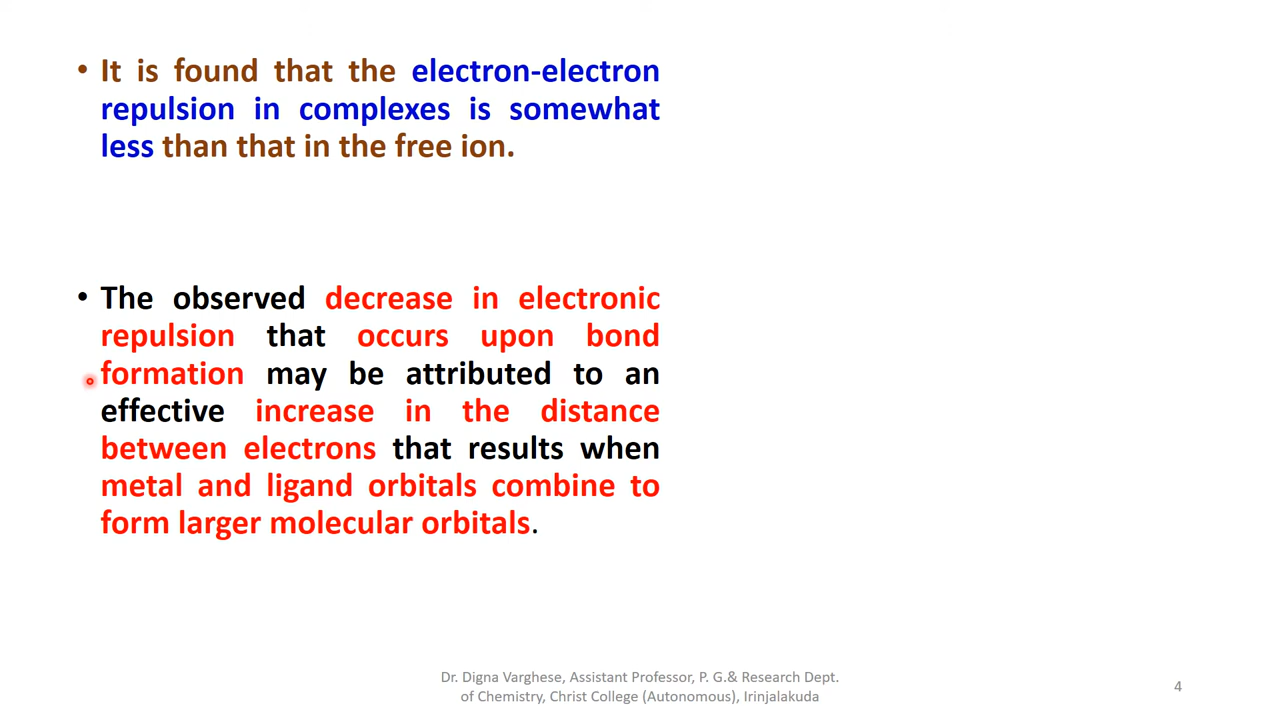 • It is found that the electron-electron
repulsion in complexes is somewhat
less than that in the free ion.
• The observed decrease in electronic
repulsion that occurs upon bond
formation may be attributed to an
effective increase in the distance
between electrons that results when
metal and ligand orbitals combine to
form larger molecular orbitals.
Dr. Digna Varghese, Assistant Professor, P. G.& Research Dept.
of Chemistry, Christ College (Autonomous), Irinjalakuda
4